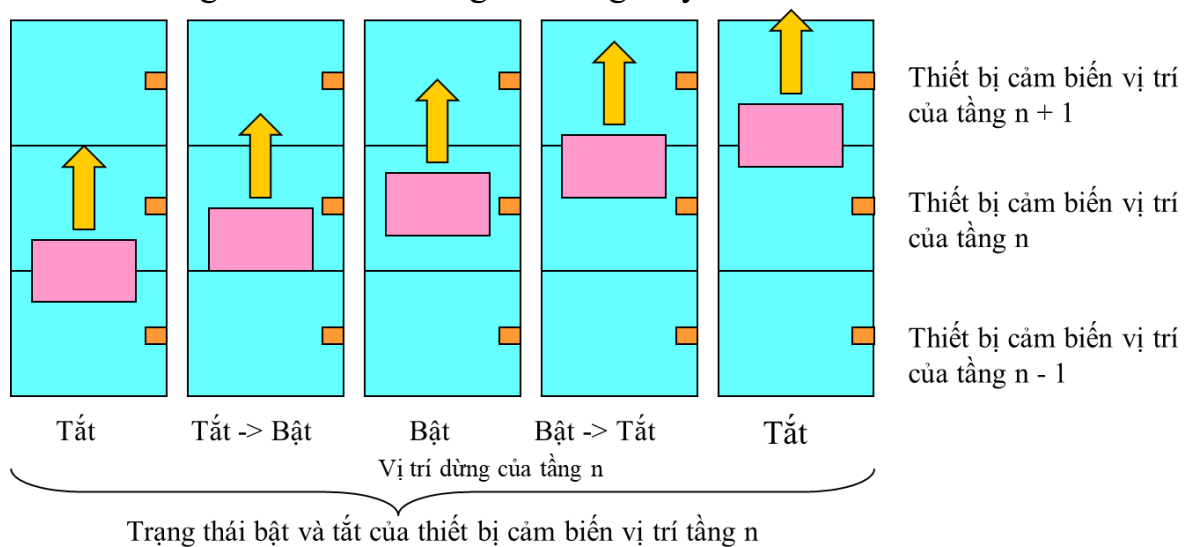 Thiết bị cảm biến vị trí
của tầng n + 1
Thiết bị cảm biến vị trí
của tầng n
Thiết bị cảm biến vị trí
của tầng n - 1
Tắt
Tắt -> Bật
Bật
Bật -> Tắt
Tắt
Vị trí dừng của tầng n
Trạng thái bật và tắt của thiết bị cảm biến vị trí tầng n